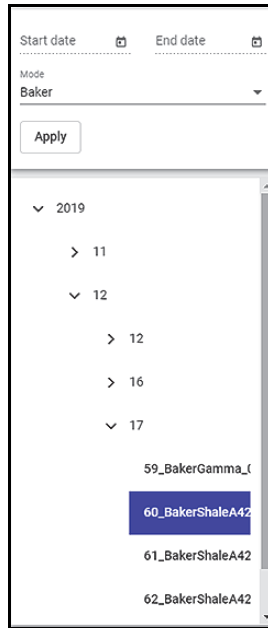 Start date End date
Mode
Baker
Apply
2019
11
12
12
16
17
59_BakerGamma_
60_BakerShaleA42
61_BakerShaleA42
62_BakerShaleA42